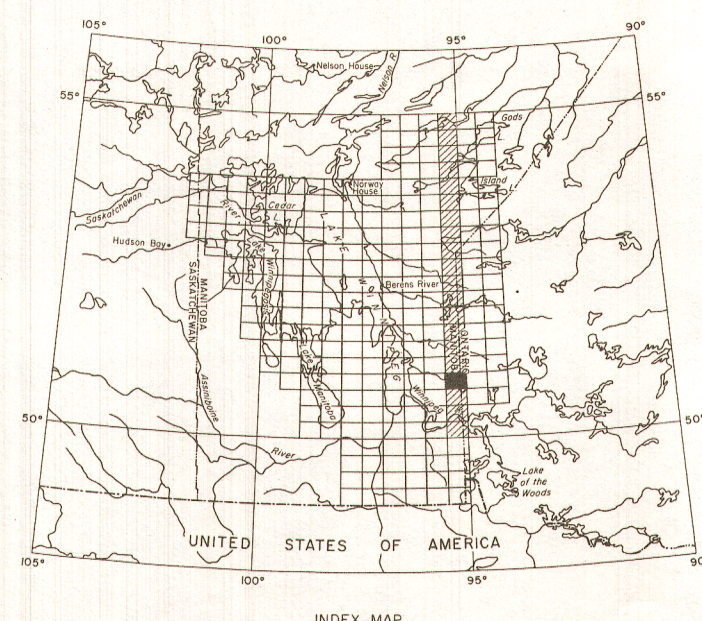 105°
100°
95°
90°
Nelson House
Nelson R
55°
55°
Gods
L.
Norway
House
Island
L.
Saskatchewan
River
Cedar
L.
LAKE
Hudson Bay
Lake
Winnipegosis
MANITOBA
SASKATCHEWAN
Berens River
WINNIPEG
ONTARIO
MANITOBA
Lake
Manitoba
Winnipeg
Assiniboine
50°
50°
River
Lake
of the
Woods
UNITED STATES OF AMERICA
105°
100°
95°
90
INDEX MAP